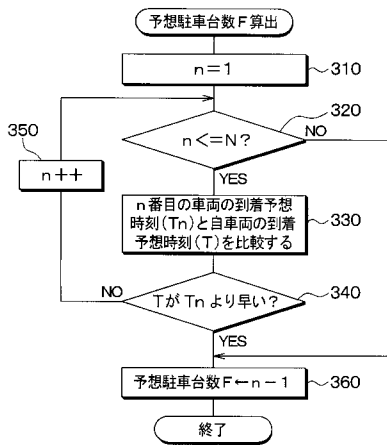 予想駐車台数F算出
n=1
310
320
n<=N?
NO
350
n++
YES
n番目の車両の到着予想
時刻(Tn)と自車両の到着
予想時刻(T)を比較する
330
340
NO
TがTnより早い?
YES
予想駐車台数F←n-1
360
終了